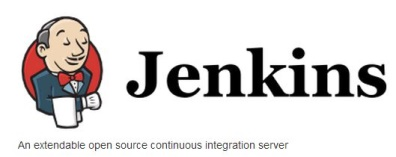 Jenkins
An extendable open source continuous integration server